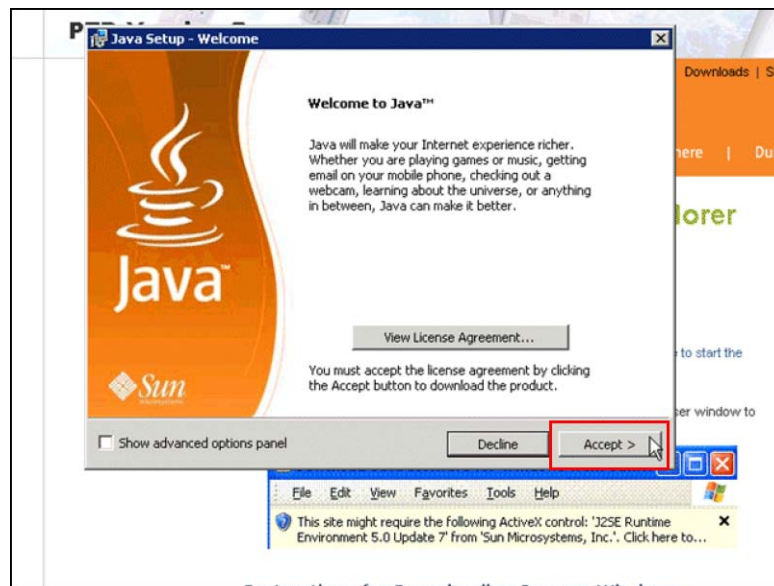 Java Setup - Welcome
Downloads | S
Welcome to Java™
Java will make your Internet experience richer.
Whether you are playing games or music, getting
email on your mobile phone, checking out a
webcam, learning about the universe, or anything
in between, Java can make it better.
here | Du
lorer
Java™
View License Agreement...
to start the
You must accept the license agreement by clicking
the Accept button to download the product.
Sun
microsystems
ser window to
Show advanced options panel
Decline
Accept >
File Edit View Favorites Tools Help
This site might require the following ActiveX control: 'J2SE Runtime
Environment 5.0 Update 7' from 'Sun Microsystems, Inc.'. Click here to...